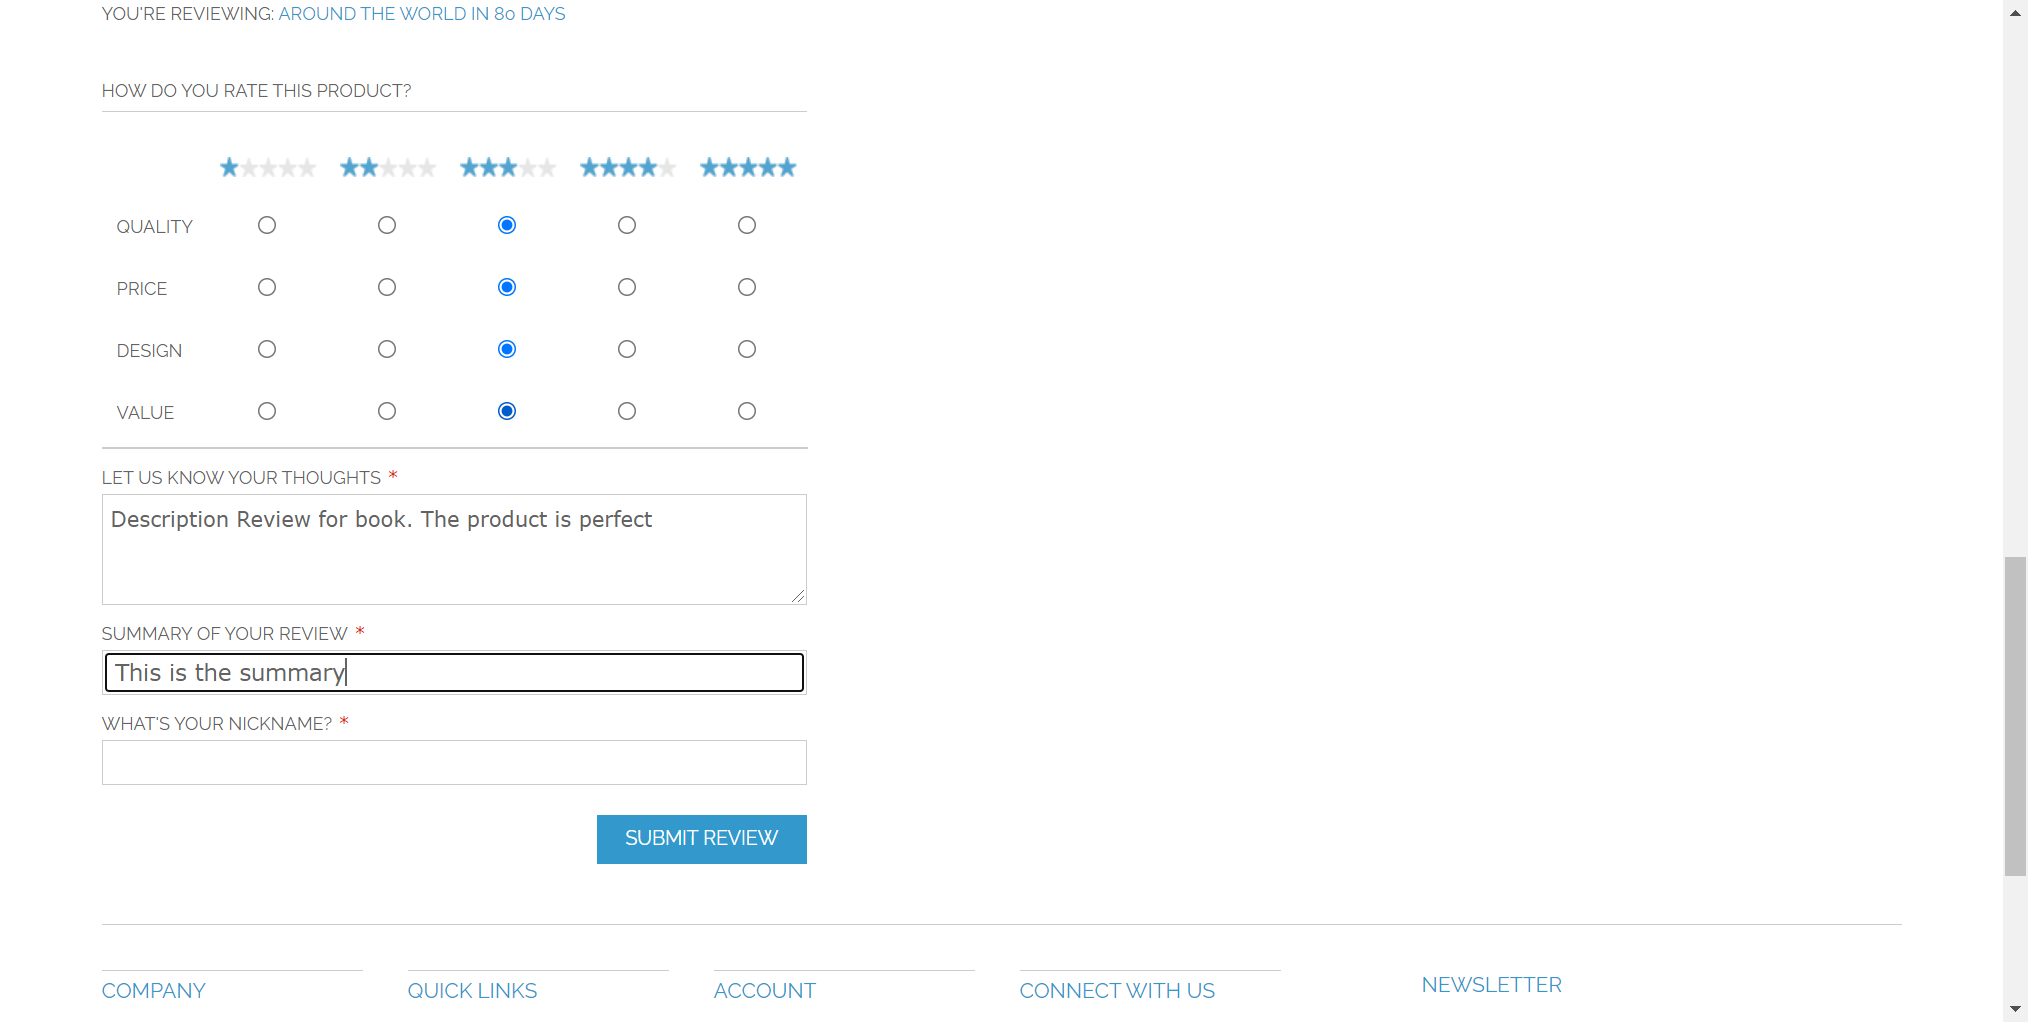 YOU'RE REVIEWING: AROUND THE WORLD IN 80 DAYS
HOW DO YOU RATE THIS PRODUCT?
QUALITY
PRICE
DESIGN
VALUE
LET US KNOW YOUR THOUGHTS *
Description Review for book. The product is perfect
SUMMARY OF YOUR REVIEW *
This is the summary
WHAT'S YOUR NICKNAME? *
SUBMIT REVIEW
COMPANY QUICK LINKS ACCOUNT CONNECT WITH US NEWSLETTER